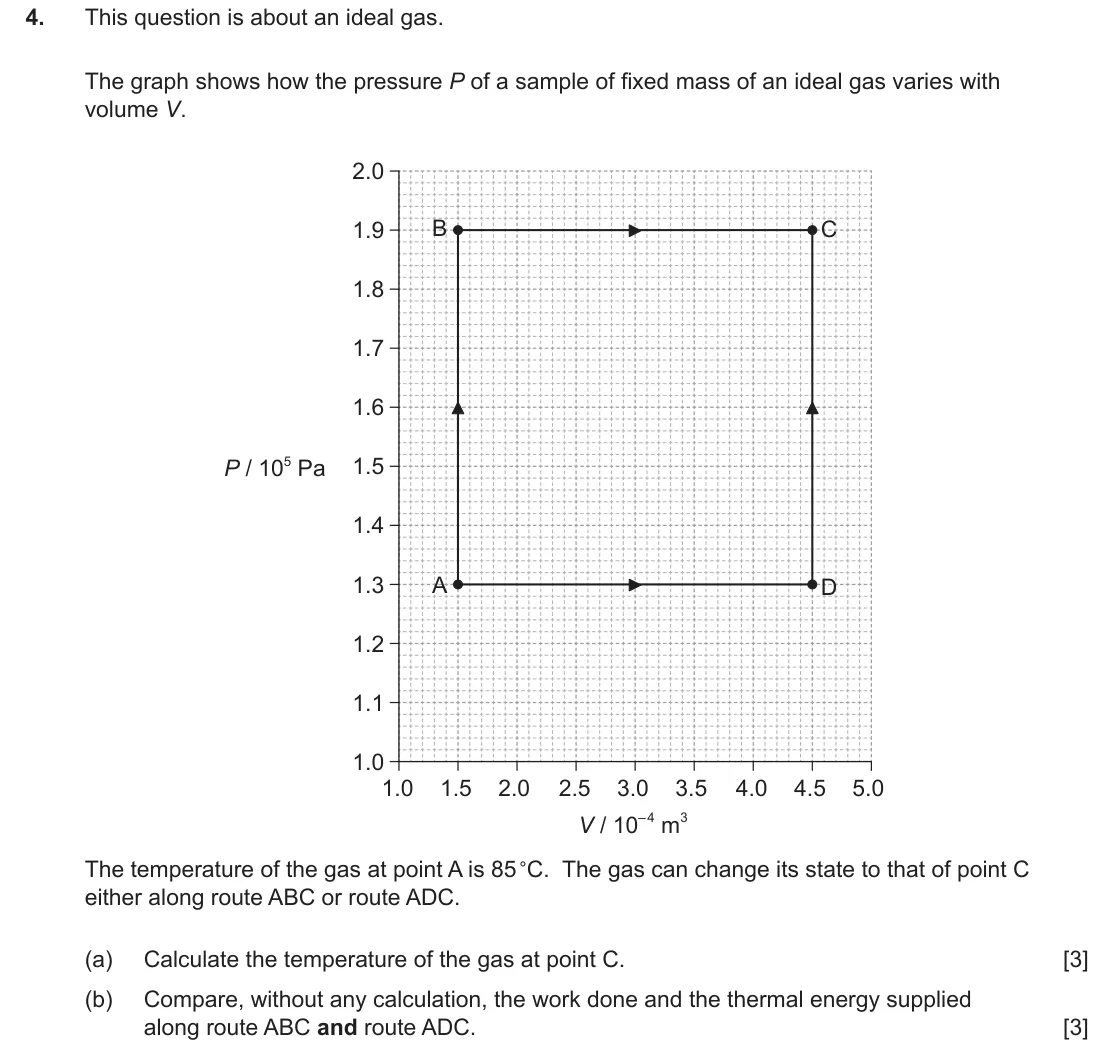 4. This question is about an ideal gas.
The graph shows how the pressure P of a sample of fixed mass of an ideal gas varies with
volume V.
2.0
B 1.9 C
1.8
1.7
1.6
P / 10⁵ Pa 1.5
1.4
A 1.3 D
1.2
1.1
1.0
1.0 1.5 2.0 2.5 3.0 3.5 4.0 4.5 5.0
V / 10⁻⁴ m³
The temperature of the gas at point A is 85 °C. The gas can change its state to that of point C
either along route ABC or route ADC.
(a) Calculate the temperature of the gas at point C. [3]
(b) Compare, without any calculation, the work done and the thermal energy supplied
along route ABC and route ADC. [3]